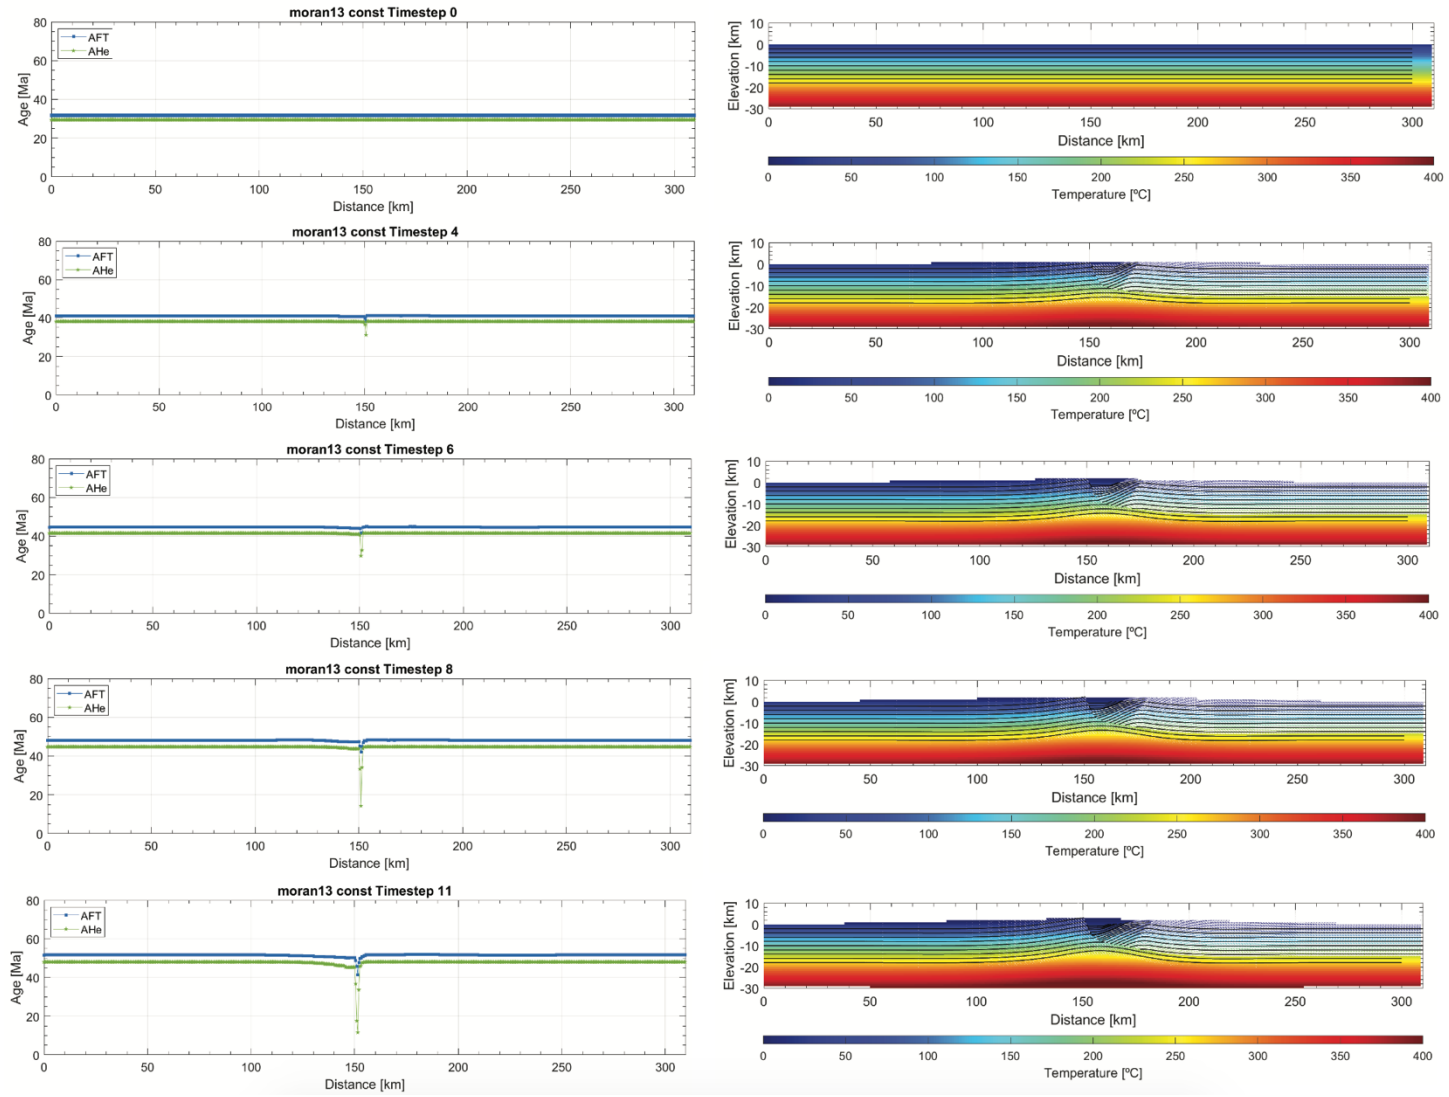 moran13 const Timestep 0
AFT
AHe
Age [Ma]
80
60
40
20
0
0 50 100 150 200 250 300
Distance [km]
Elevation [km]
10
0
-10
-20
-30
0 50 100 150 200 250 300
Distance [km]
0 50 100 150 200 250 300 350 400
Temperature [ºC]
moran13 const Timestep 4
AFT
AHe
Age [Ma]
80
60
40
20
0
0 50 100 150 200 250 300
Distance [km]
Elevation [km]
10
0
-10
-20
-30
0 50 100 150 200 250 300
Distance [km]
0 50 100 150 200 250 300 350 400
Temperature [ºC]
moran13 const Timestep 6
AFT
AHe
Age [Ma]
80
60
40
20
0
0 50 100 150 200 250 300
Distance [km]
Elevation [km]
10
0
-10
-20
-30
0 50 100 150 200 250 300
Distance [km]
0 50 100 150 200 250 300 350 400
Temperature [ºC]
moran13 const Timestep 8
AFT
AHe
Age [Ma]
80
60
40
20
0
0 50 100 150 200 250 300
Distance [km]
Elevation [km]
10
0
-10
-20
-30
0 50 100 150 200 250 300
Distance [km]
0 50 100 150 200 250 300 350 400
Temperature [ºC]
moran13 const Timestep 11
AFT
AHe
Age [Ma]
80
60
40
20
0
0 50 100 150 200 250 300
Distance [km]
Elevation [km]
10
0
-10
-20
-30
0 50 100 150 200 250 300
Distance [km]
0 50 100 150 200 250 300 350 400
Temperature [ºC]